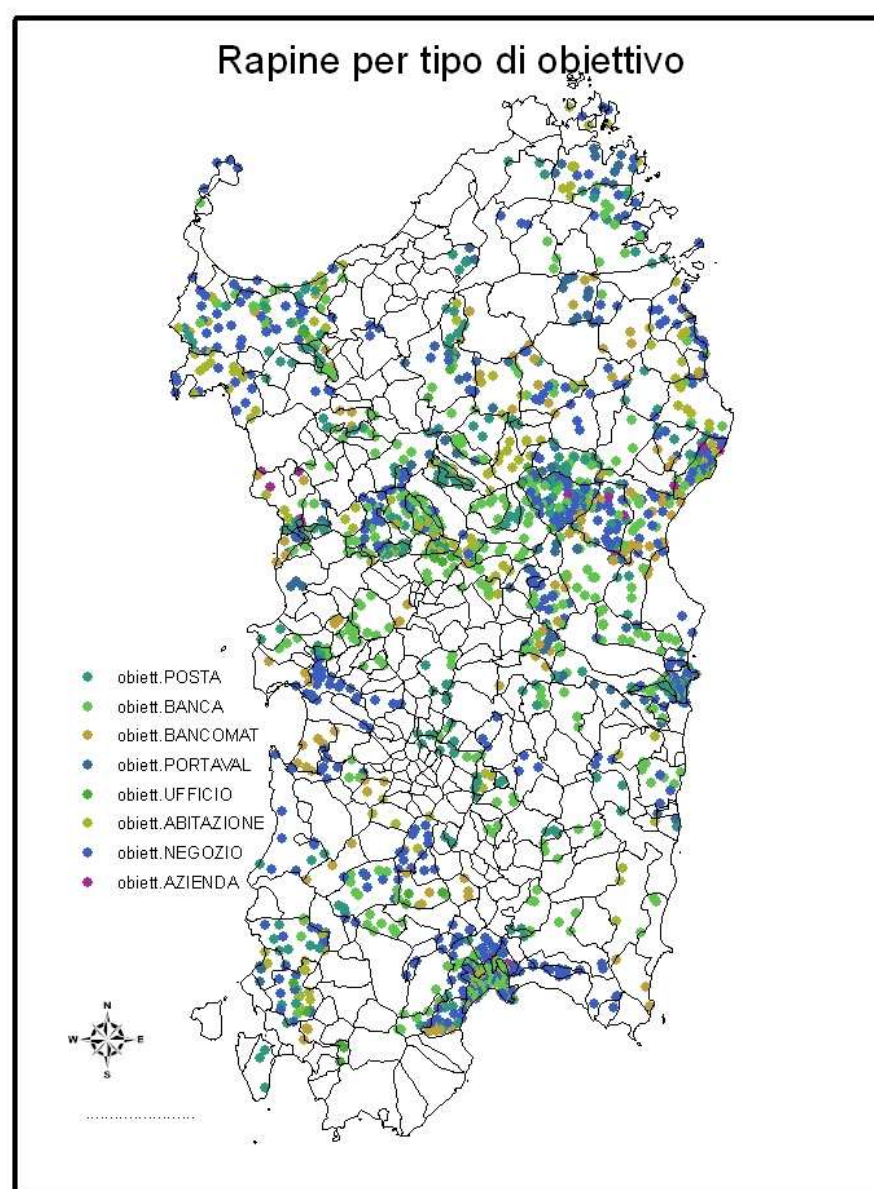 Rapine per tipo di obiettivo
obiett.POSTA
obiett.BANCA
obiett.BANCOMAT
obiett.PORTAVAL
obiett.UFFICIO
obiett.ABITAZIONE
obiett.NEGOZIO
obiett.AZIENDA
N
W E
S